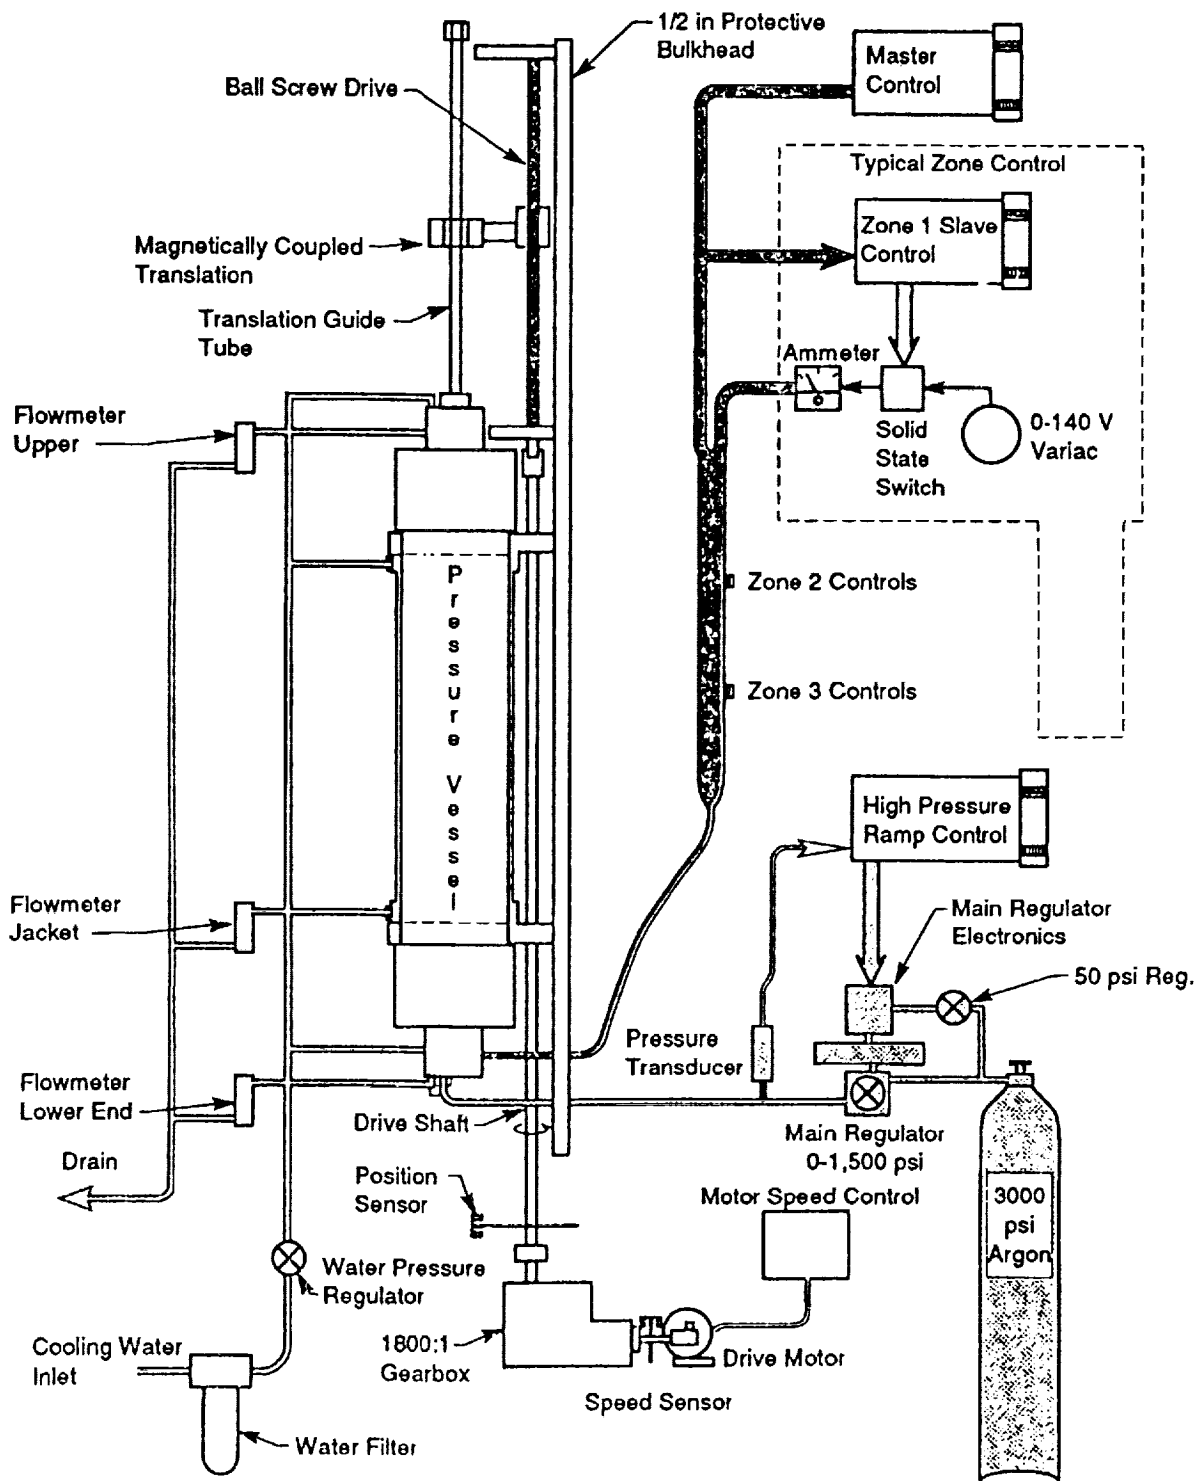 1/2 in Protective
Bulkhead
Master
Control
Ball Screw Drive
Typical Zone Control
Zone 1 Slave
Control
Magnetically Coupled
Translation
Translation Guide
Tube
Ammeter
Flowmeter
Upper
0-140 V
Variac
Solid
State
Switch
Pressure Vessel
Zone 2 Controls
Zone 3 Controls
High Pressure
Ramp Control
Flowmeter
Jacket
Main Regulator
Electronics
50 psi Reg.
Pressure
Transducer
Flowmeter
Lower End
Drive Shaft
Main Regulator
0-1,500 psi
Drain
Position
Sensor
Motor Speed Control
3000
psi
Argon
Water Pressure
Regulator
Cooling Water
Inlet
1800:1
Gearbox
Drive Motor
Speed Sensor
Water Filter